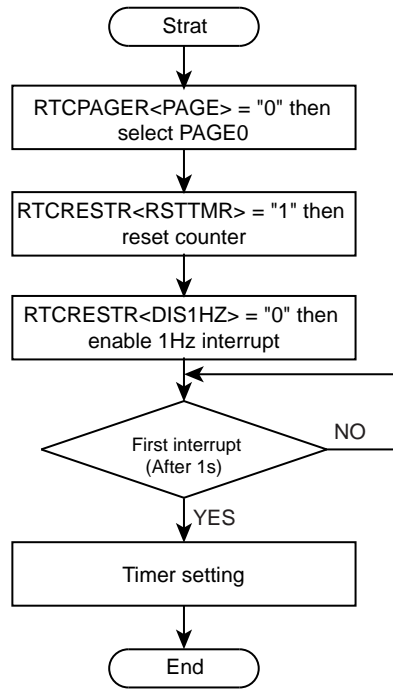 Strat
RTCPAGER<PAGE> = "0" then
select PAGE0
RTCRESTR<RSTTMR> = "1" then
reset counter
RTCRESTR<DIS1HZ> = "0" then
enable 1Hz interrupt
First interrupt
(After 1s)
NO
YES
Timer setting
End